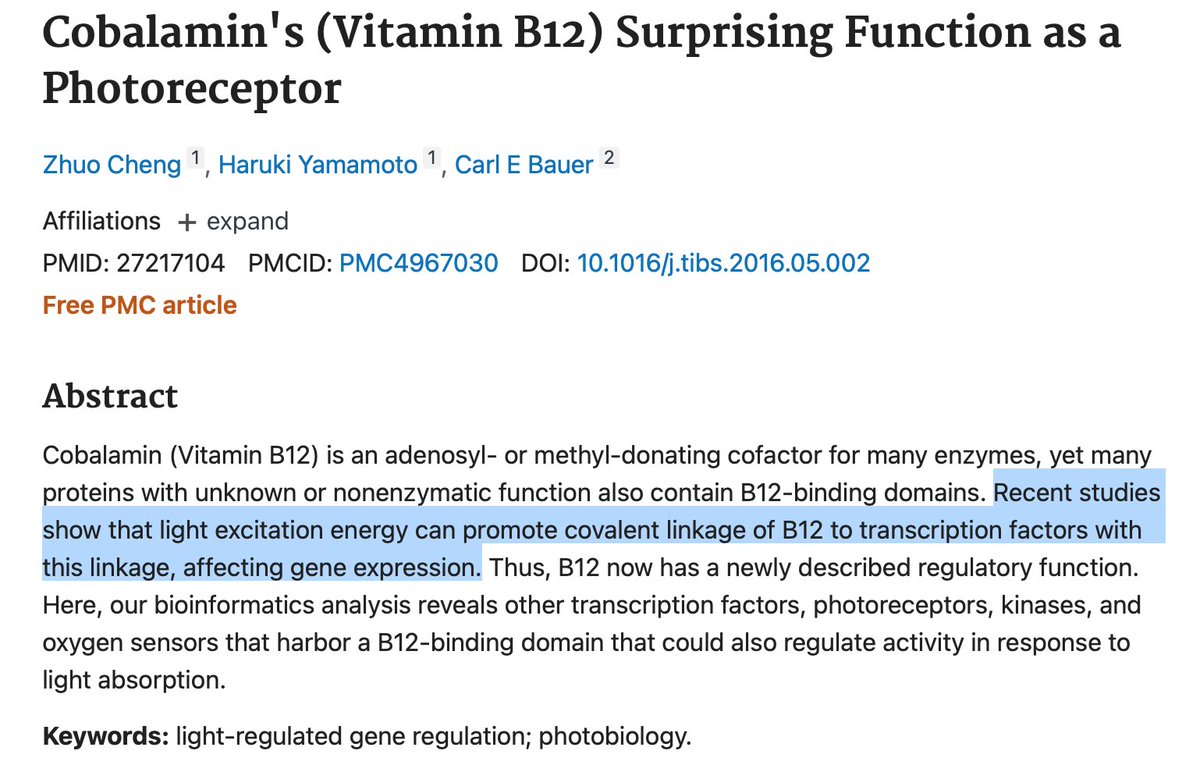 Cobalamin's (Vitamin B12) Surprising Function as a
Photoreceptor
Zhuo Cheng 1, Haruki Yamamoto 1, Carl E Bauer 2
Affiliations + expand
PMID: 27217104 PMCID: PMC4967030 DOI: 10.1016/j.tibs.2016.05.002
Free PMC article
Abstract
Cobalamin (Vitamin B12) is an adenosyl- or methyl-donating cofactor for many enzymes, yet many
proteins with unknown or nonenzymatic function also contain B12-binding domains. Recent studies
show that light excitation energy can promote covalent linkage of B12 to transcription factors with
this linkage, affecting gene expression. Thus, B12 now has a newly described regulatory function.
Here, our bioinformatics analysis reveals other transcription factors, photoreceptors, kinases, and
oxygen sensors that harbor a B12-binding domain that could also regulate activity in response to
light absorption.
Keywords: light-regulated gene regulation; photobiology.